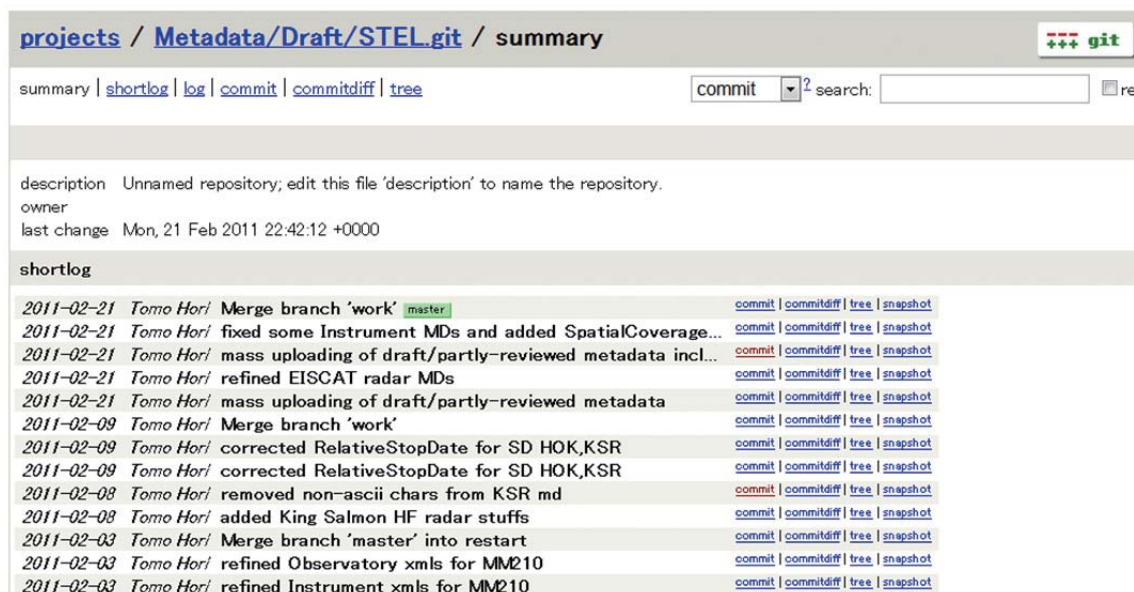 projects / Metadata/Draft/STEL.git / summary
git
summary | shortlog | log | commit | commitdiff | tree
commit ? search: re
description Unnamed repository; edit this file 'description' to name the repository.
owner
last change Mon, 21 Feb 2011 22:42:12 +0000
shortlog
2011-02-21 Tomo Hori Merge branch 'work' master commit | commitdiff | tree | snapshot
2011-02-21 Tomo Hori fixed some Instrument MDs and added SpatialCoverage... commit | commitdiff | tree | snapshot
2011-02-21 Tomo Hori mass uploading of draft/partly-reviewed metadata incl... commit | commitdiff | tree | snapshot
2011-02-21 Tomo Hori refined EISCAT radar MDs commit | commitdiff | tree | snapshot
2011-02-21 Tomo Hori mass uploading of draft/partly-reviewed metadata commit | commitdiff | tree | snapshot
2011-02-09 Tomo Hori Merge branch 'work' commit | commitdiff | tree | snapshot
2011-02-09 Tomo Hori corrected RelativeStopDate for SD HOK,KSR commit | commitdiff | tree | snapshot
2011-02-09 Tomo Hori corrected RelativeStopDate for SD HOK,KSR commit | commitdiff | tree | snapshot
2011-02-08 Tomo Hori removed non-ascii chars from KSR md commit | commitdiff | tree | snapshot
2011-02-08 Tomo Hori added King Salmon HF radar stuffs commit | commitdiff | tree | snapshot
2011-02-03 Tomo Hori Merge branch 'master' into restart commit | commitdiff | tree | snapshot
2011-02-03 Tomo Hori refined Observatory xmls for MM210 commit | commitdiff | tree | snapshot
2011-02-03 Tomo Hori refined Instrument xmls for MM210 commit | commitdiff | tree | snapshot